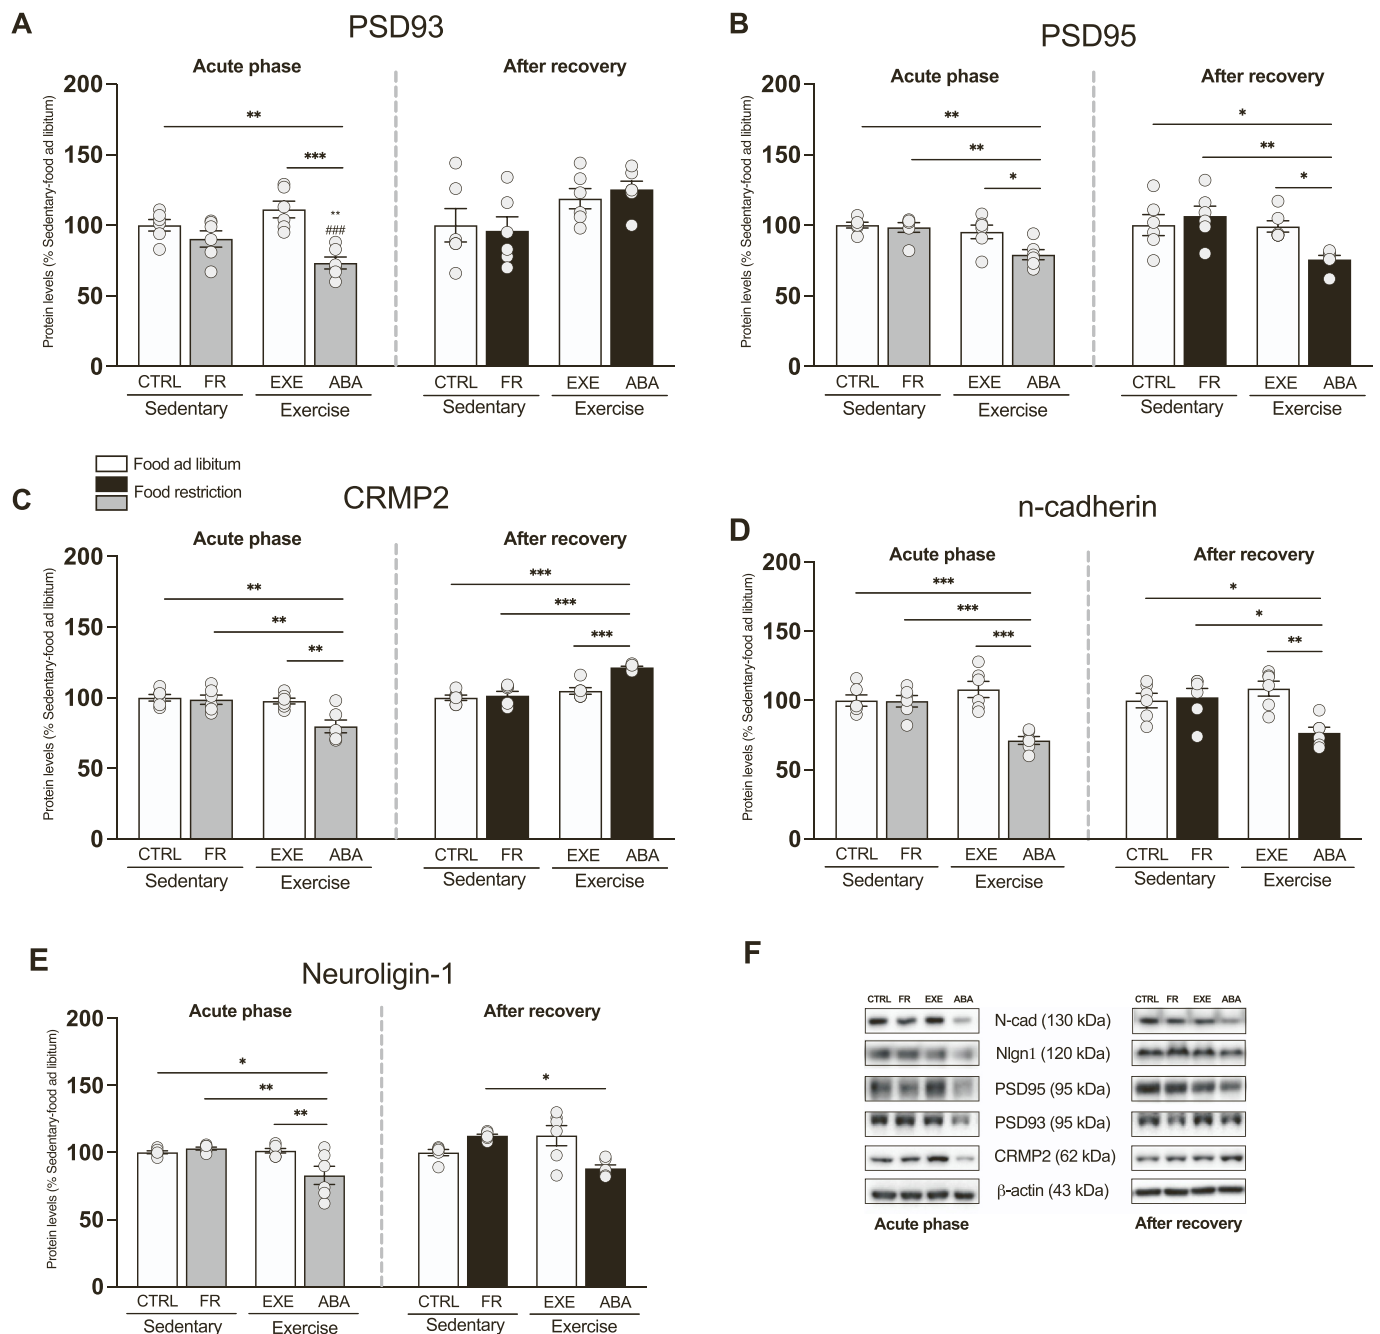 A
PSD93
Acute phase
After recovery
Protein levels (% Sedentary-food ad libitum)
200
150
100
50
0
**
***
**
###
CTRL FR EXE ABA CTRL FR EXE ABA
Sedentary Exercise Sedentary Exercise
B
PSD95
Acute phase
After recovery
Protein levels (% Sedentary-food ad libitum)
200
150
100
50
0
**
**
*
*
**
*
CTRL FR EXE ABA CTRL FR EXE ABA
Sedentary Exercise Sedentary Exercise
Food ad libitum
Food restriction
C
CRMP2
Acute phase
After recovery
Protein levels (% Sedentary-food ad libitum)
200
150
100
50
0
**
**
**
***
***
***
CTRL FR EXE ABA CTRL FR EXE ABA
Sedentary Exercise Sedentary Exercise
D
n-cadherin
Acute phase
After recovery
Protein levels (% Sedentary-food ad libitum)
200
150
100
50
0
***
***
***
*
*
**
CTRL FR EXE ABA CTRL FR EXE ABA
Sedentary Exercise Sedentary Exercise
E
Neuroligin-1
Acute phase
After recovery
Protein levels (% Sedentary-food ad libitum)
200
150
100
50
0
*
**
**
*
CTRL FR EXE ABA CTRL FR EXE ABA
Sedentary Exercise Sedentary Exercise
F
CTRL FR EXE ABA CTRL FR EXE ABA
N-cad (130 kDa)
Nlgn1 (120 kDa)
PSD95 (95 kDa)
PSD93 (95 kDa)
CRMP2 (62 kDa)
β-actin (43 kDa)
Acute phase After recovery